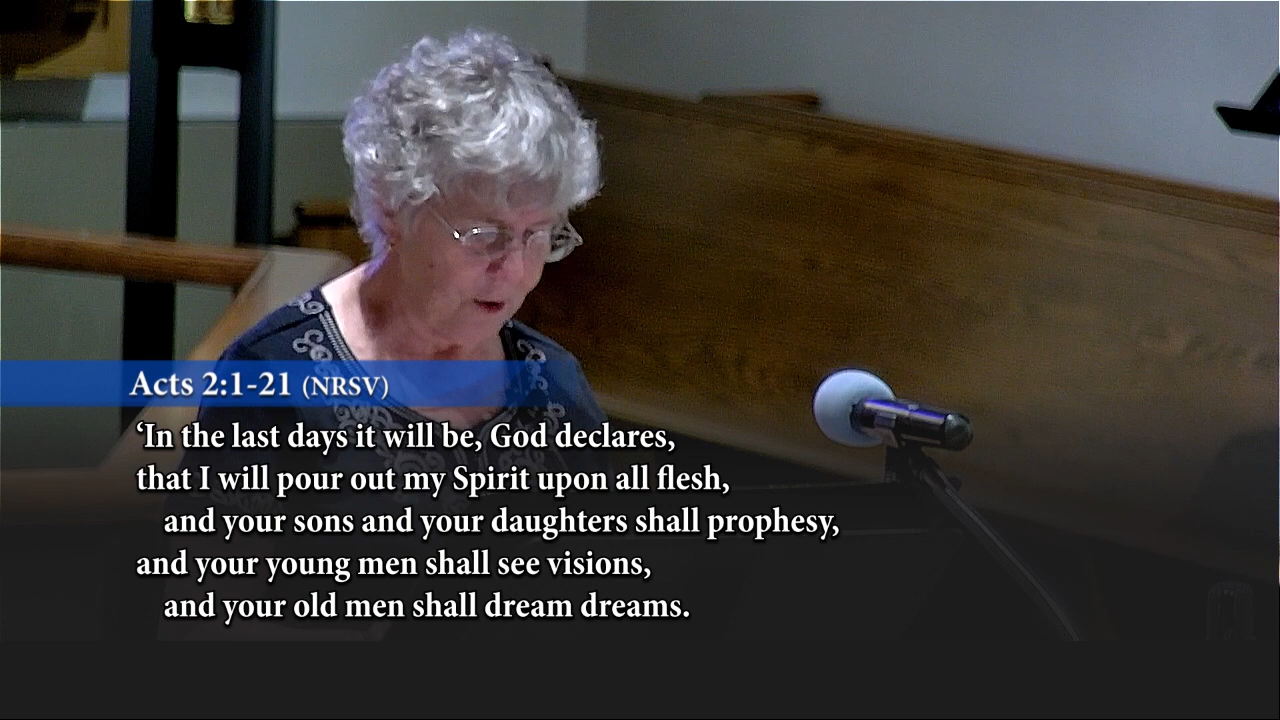 Acts 2:1-21 (NRSV)
‘In the last days it will be, God declares,
that I will pour out my Spirit upon all flesh,
and your sons and your daughters shall prophesy,
and your young men shall see visions,
and your old men shall dream dreams.